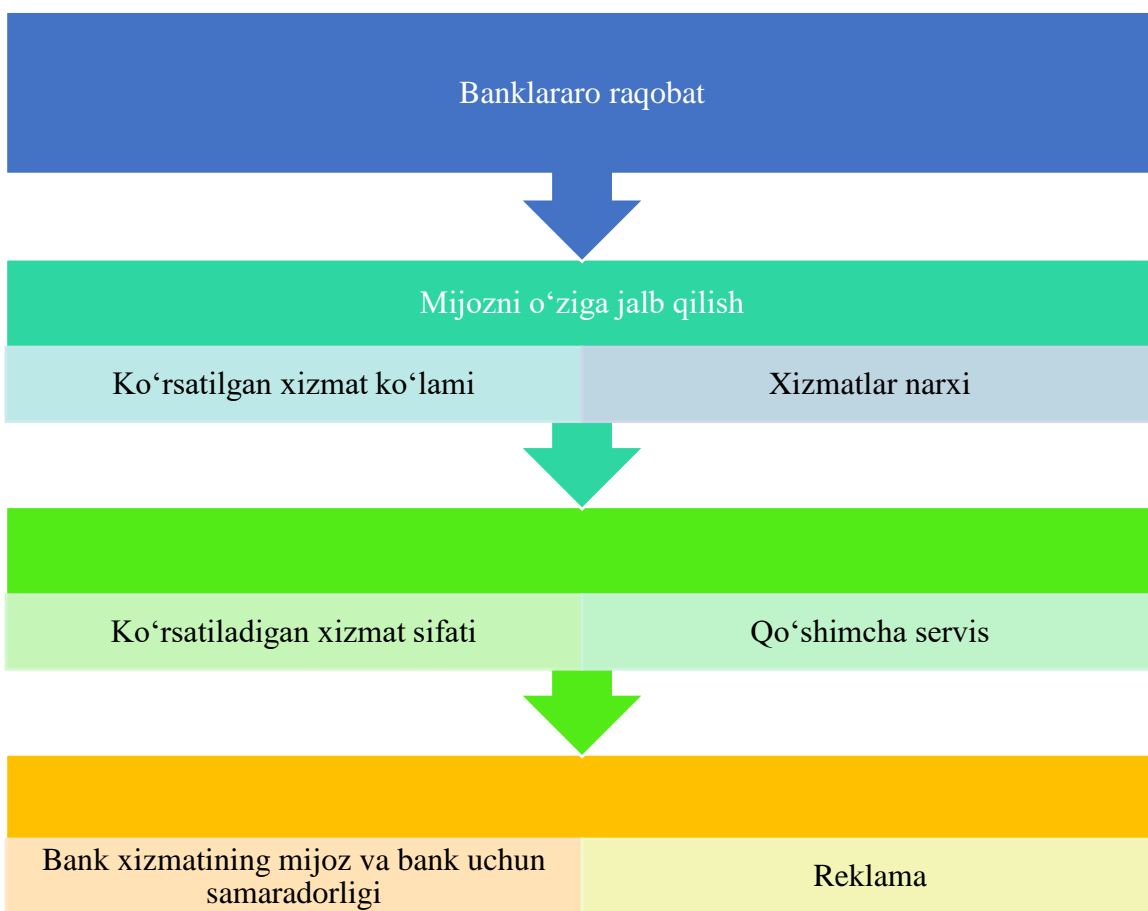 Banklararo raqobat
Mijozni o‘ziga jalb qilish
Ko‘rsatilgan xizmat ko‘lami
Xizmatlar narxi
Ko‘rsatiladigan xizmat sifati
Qo‘shimcha servis
Bank xizmatining mijoz va bank uchun
samaradorligi
Reklama